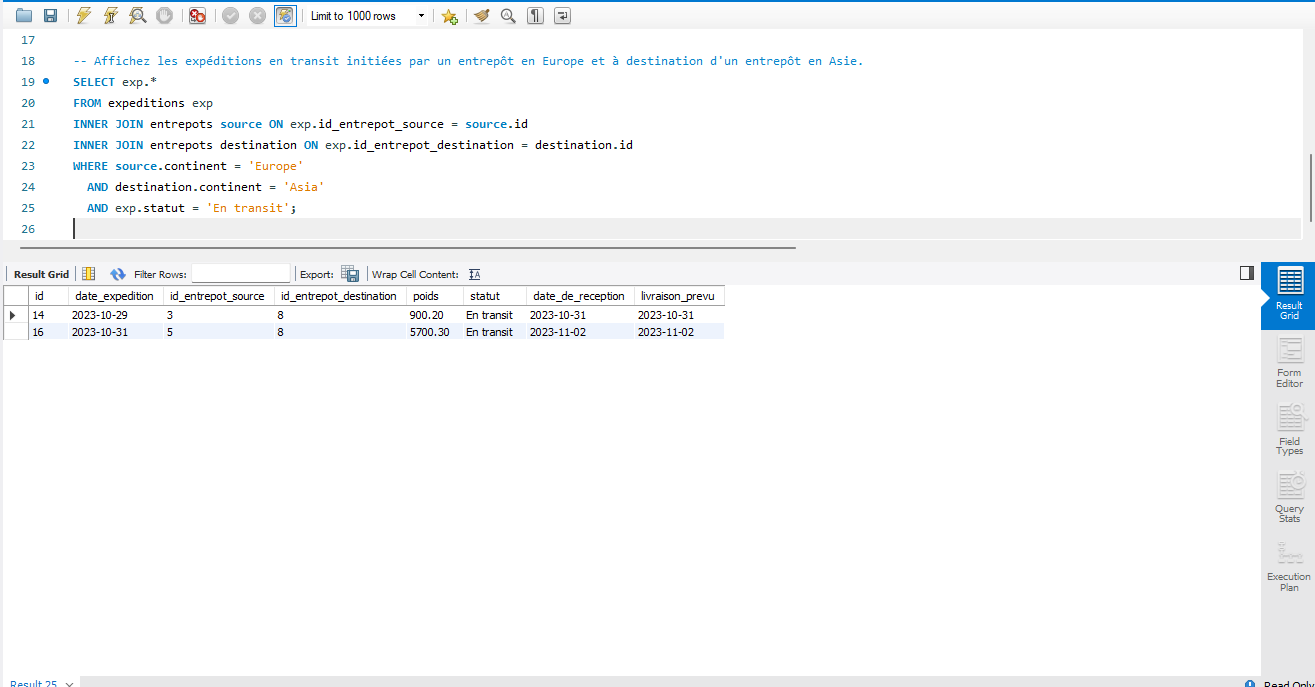 Limit to 1000 rows
17
18 -- Affichez les expéditions en transit initiées par un entrepôt en Europe et à destination d'un entrepôt en Asie.
19 SELECT exp.*
20 FROM expeditions exp
21 INNER JOIN entrepots source ON exp.id_entrepot_source = source.id
22 INNER JOIN entrepots destination ON exp.id_entrepot_destination = destination.id
23 WHERE source.continent = 'Europe'
24 AND destination.continent = 'Asia'
25 AND exp.statut = 'En transit';
26
Result Grid Filter Rows: Export: Wrap Cell Content: IA
id date_expedition id_entrepot_source id_entrepot_destination poids statut date_de_reception livraison_prevu
14 2023-10-29 3 8 900.20 En transit 2023-10-31 2023-10-31
16 2023-10-31 5 8 5700.30 En transit 2023-11-02 2023-11-02
Result
Grid
Form
Editor
Field
Types
Query
Stats
Execution
Plan
Result 25
Read Only